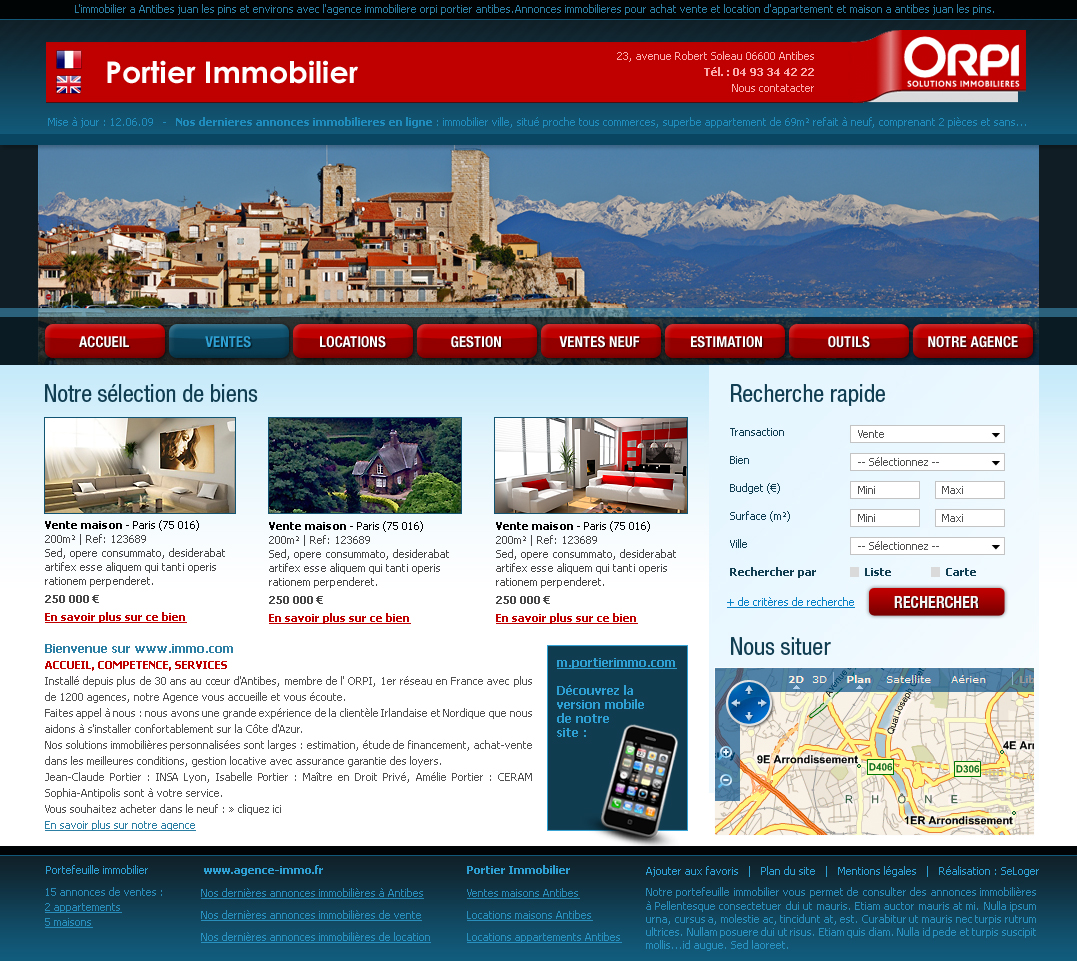 L'immobilier a Antibes juan les pins et environs avec l'agence immobiliere orpi portier antibes.Annonces immobilieres pour achat vente et location d'appartement et maison a antibes juan les pins.
Portier Immobilier
23, avenue Robert Soleau 06600 Antibes
Tél. : 04 93 34 42 22
Nous contatacter
ORPI
SOLUTIONS IMMOBILIERES
Mise à jour : 12.06.09 - Nos dernieres annonces immobilieres en ligne : immobilier ville, situé proche tous commerces, superbe appartement de 69m² refait á neuf, comprenant 2 pièces et sans...
ACCUEIL
VENTES
LOCATIONS
GESTION
VENTES NEUF
ESTIMATION
OUTILS
NOTRE AGENCE
Notre sélection de biens
Vente maison - Paris (75 016)
200m² | Ref: 123689
Sed, opere consummato, desiderabat
artifex esse aliquem qui tanti operis
rationem perpenderet.
250 000 €
En savoir plus sur ce bien
Vente maison - Paris (75 016)
200m² | Ref: 123689
Sed, opere consummato, desiderabat
artifex esse aliquem qui tanti operis
rationem perpenderet.
250 000 €
En savoir plus sur ce bien
Vente maison - Paris (75 016)
200m² | Ref: 123689
Sed, opere consummato, desiderabat
artifex esse aliquem qui tanti operis
rationem perpenderet.
250 000 €
En savoir plus sur ce bien
Recherche rapide
Transaction
Vente
Bien
-- Sélectionnez --
Budget (€)
Mini
Maxi
Surface (m²)
Mini
Maxi
Ville
-- Sélectionnez --
Rechercher par
Liste
Carte
+ de critères de recherche
RECHERCHER
Bienvenue sur www.immo.com
ACCUEIL, COMPETENCE, SERVICES
Installé depuis plus de 30 ans au cœur d'Antibes, membre de l' ORPI, 1er réseau en France avec plus
de 1200 agences, notre Agence vous accueille et vous écoute.
Faites appel à nous : nous avons une grande expérience de la clientèle Irlandaise et Nordique que nous
aidons à s'installer confortablement sur la Côte d'Azur.
Nos solutions immobilières personnalisées sont larges : estimation, étude de financement, achat-vente
dans les meilleures conditions, gestion locative avec assurance garantie des loyers.
Jean-Claude Portier : INSA Lyon, Isabelle Portier : Maître en Droit Privé, Amélie Portier : CERAM
Sophia-Antipolis sont à votre service.
Vous souhaitez acheter dans le neuf : » cliquez ici
En savoir plus sur notre agence
m.portierimmo.com
Découvrez la
version mobile
de notre
site :
Nous situer
2D
3D
Plan
Satellite
Aérien
Lib
Avenue
Quai Joseph
9E Arrondissement
D406
D306
4E Ar
RHÔNE
1ER Arrondissement
Portefeuille immobilier
15 annonces de ventes :
2 appartements
5 maisons
www.agence-immo.fr
Nos dernières annonces immobilières à Antibes
Nos dernières annonces immobilières de vente
Nos dernières annonces immobilières de location
Portier Immobilier
Ventes maisons Antibes
Locations maisons Antibes
Locations appartements Antibes
Ajouter aux favoris | Plan du site | Mentions légales | Réalisation : SeLoger
Notre portefeuille immobilier vous permet de consulter des annonces immobilières
à Pellentesque consectetuer dui ut mauris. Etiam auctor mauris at mi. Nulla ipsum
urna, cursus a, molestie ac, tincidunt at, est. Curabitur ut mauris nec turpis rutrum
ultrices. Nullam posuere dui ut risus. Etiam quis diam. Nulla id pede et turpis suscipit
mollis...id augue. Sed laoreet.